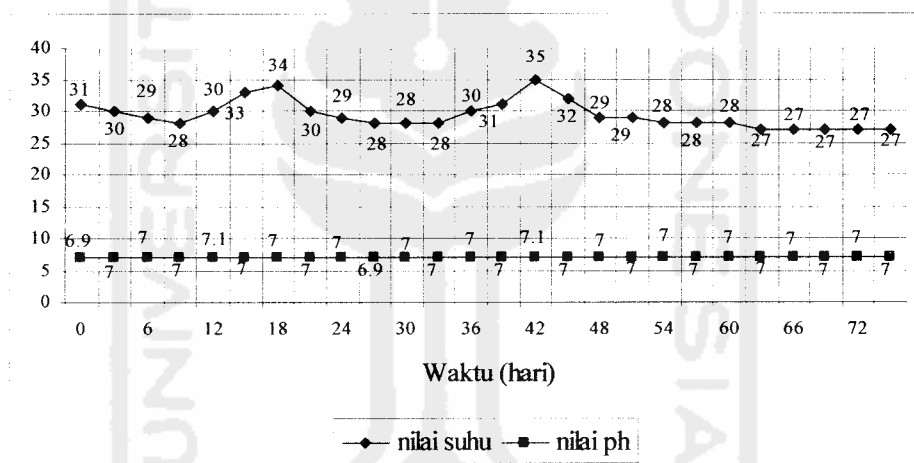 40
35
30
25
20
15
10
5
0
31 30 29 28 30 33 34 30 29 28 28 28 30 31 35 32 29 29 28 28 28 27 27 27 27 27
6.9 7 7 7 7.1 7 7 7 7 6.9 7 7 7 7 7.1 7 7 7 7 7 7 7 7 7 7 7
0 6 12 18 24 30 36 42 48 54 60 66 72
Waktu (hari)
nilai suhu nilai ph
UNIVERSIT
DONESIA